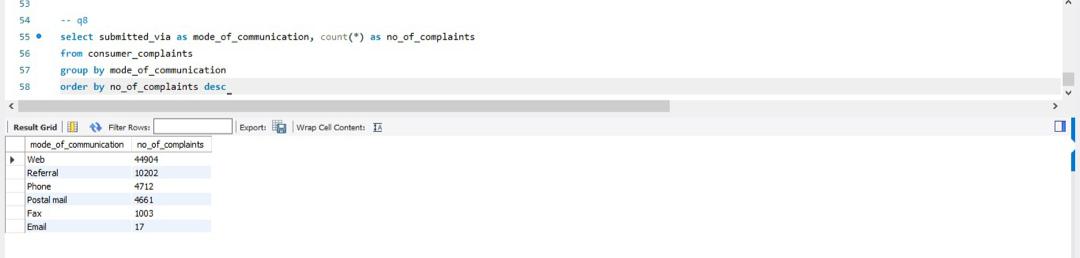 53
54 -- q8
55 select submitted_via as mode_of_communication, count(*) as no_of_complaints
56 from consumer_complaints
57 group by mode_of_communication
58 order by no_of_complaints desc
Result Grid Filter Rows: Export: Wrap Cell Content:
mode_of_communication no_of_complaints
Web 44904
Referral 10202
Phone 4712
Postal mail 4661
Fax 1003
Email 17